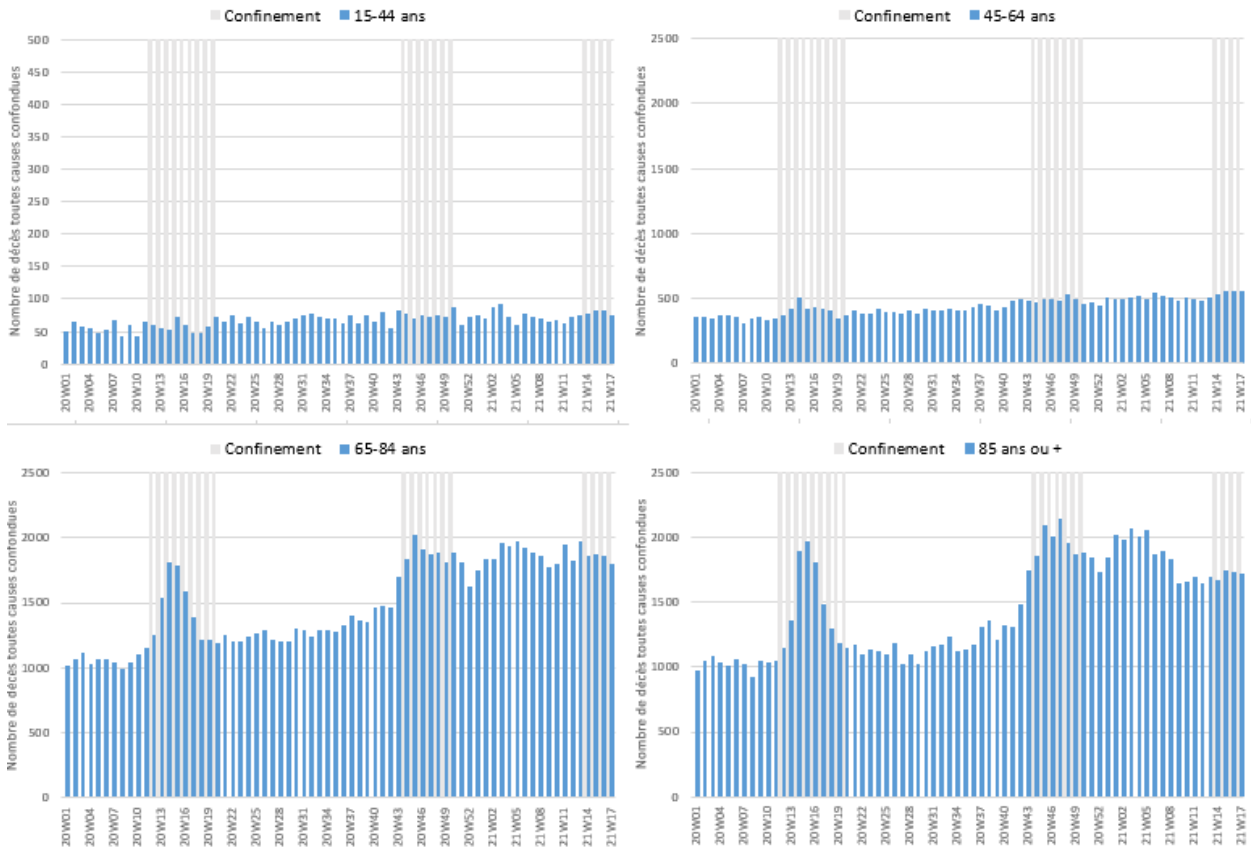 Confinement 15-44 ans
Nombre de décès toutes causes confondues
500
450
400
350
300
250
200
150
100
50
0
20W01 20W04 20W07 20W10 20W13 20W16 20W19 20W22 20W25 20W28 20W31 20W34 20W37 20W40 20W43 20W46 20W49 20W52 21W02 21W05 21W08 21W11 21W14 21W17
Confinement 45-64 ans
Nombre de décès toutes causes confondues
2500
2000
1500
1000
500
0
20W01 20W04 20W07 20W10 20W13 20W16 20W19 20W22 20W25 20W28 20W31 20W34 20W37 20W40 20W43 20W46 20W49 20W52 21W02 21W05 21W08 21W11 21W14 21W17
Confinement 65-84 ans
Nombre de décès toutes causes confondues
2500
2000
1500
1000
500
0
20W01 20W04 20W07 20W10 20W13 20W16 20W19 20W22 20W25 20W28 20W31 20W34 20W37 20W40 20W43 20W46 20W49 20W52 21W02 21W05 21W08 21W11 21W14 21W17
Confinement 85 ans ou +
Nombre de décès toutes causes confondues
2500
2000
1500
1000
500
0
20W01 20W04 20W07 20W10 20W13 20W16 20W19 20W22 20W25 20W28 20W31 20W34 20W37 20W40 20W43 20W46 20W49 20W52 21W02 21W05 21W08 21W11 21W14 21W17